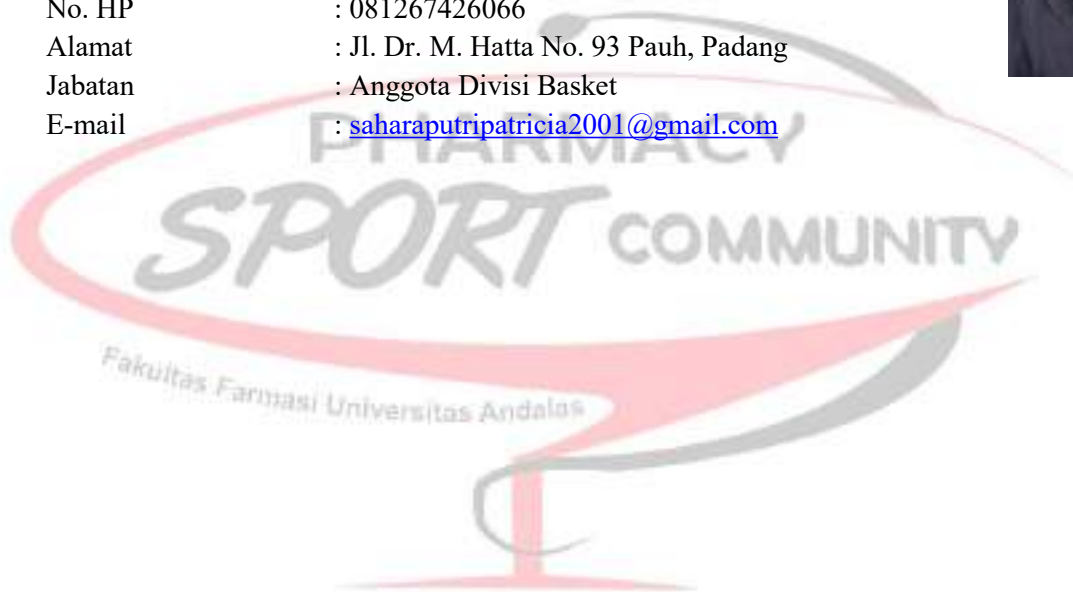 No. HP : 081267426066
Alamat : Jl. Dr. M. Hatta No. 93 Pauh, Padang
Jabatan : Anggota Divisi Basket
E-mail : saharaputripatricia2001@gmail.com
PHARMACY
SPORT COMMUNITY
Fakultas Farmasi Universitas Andalas